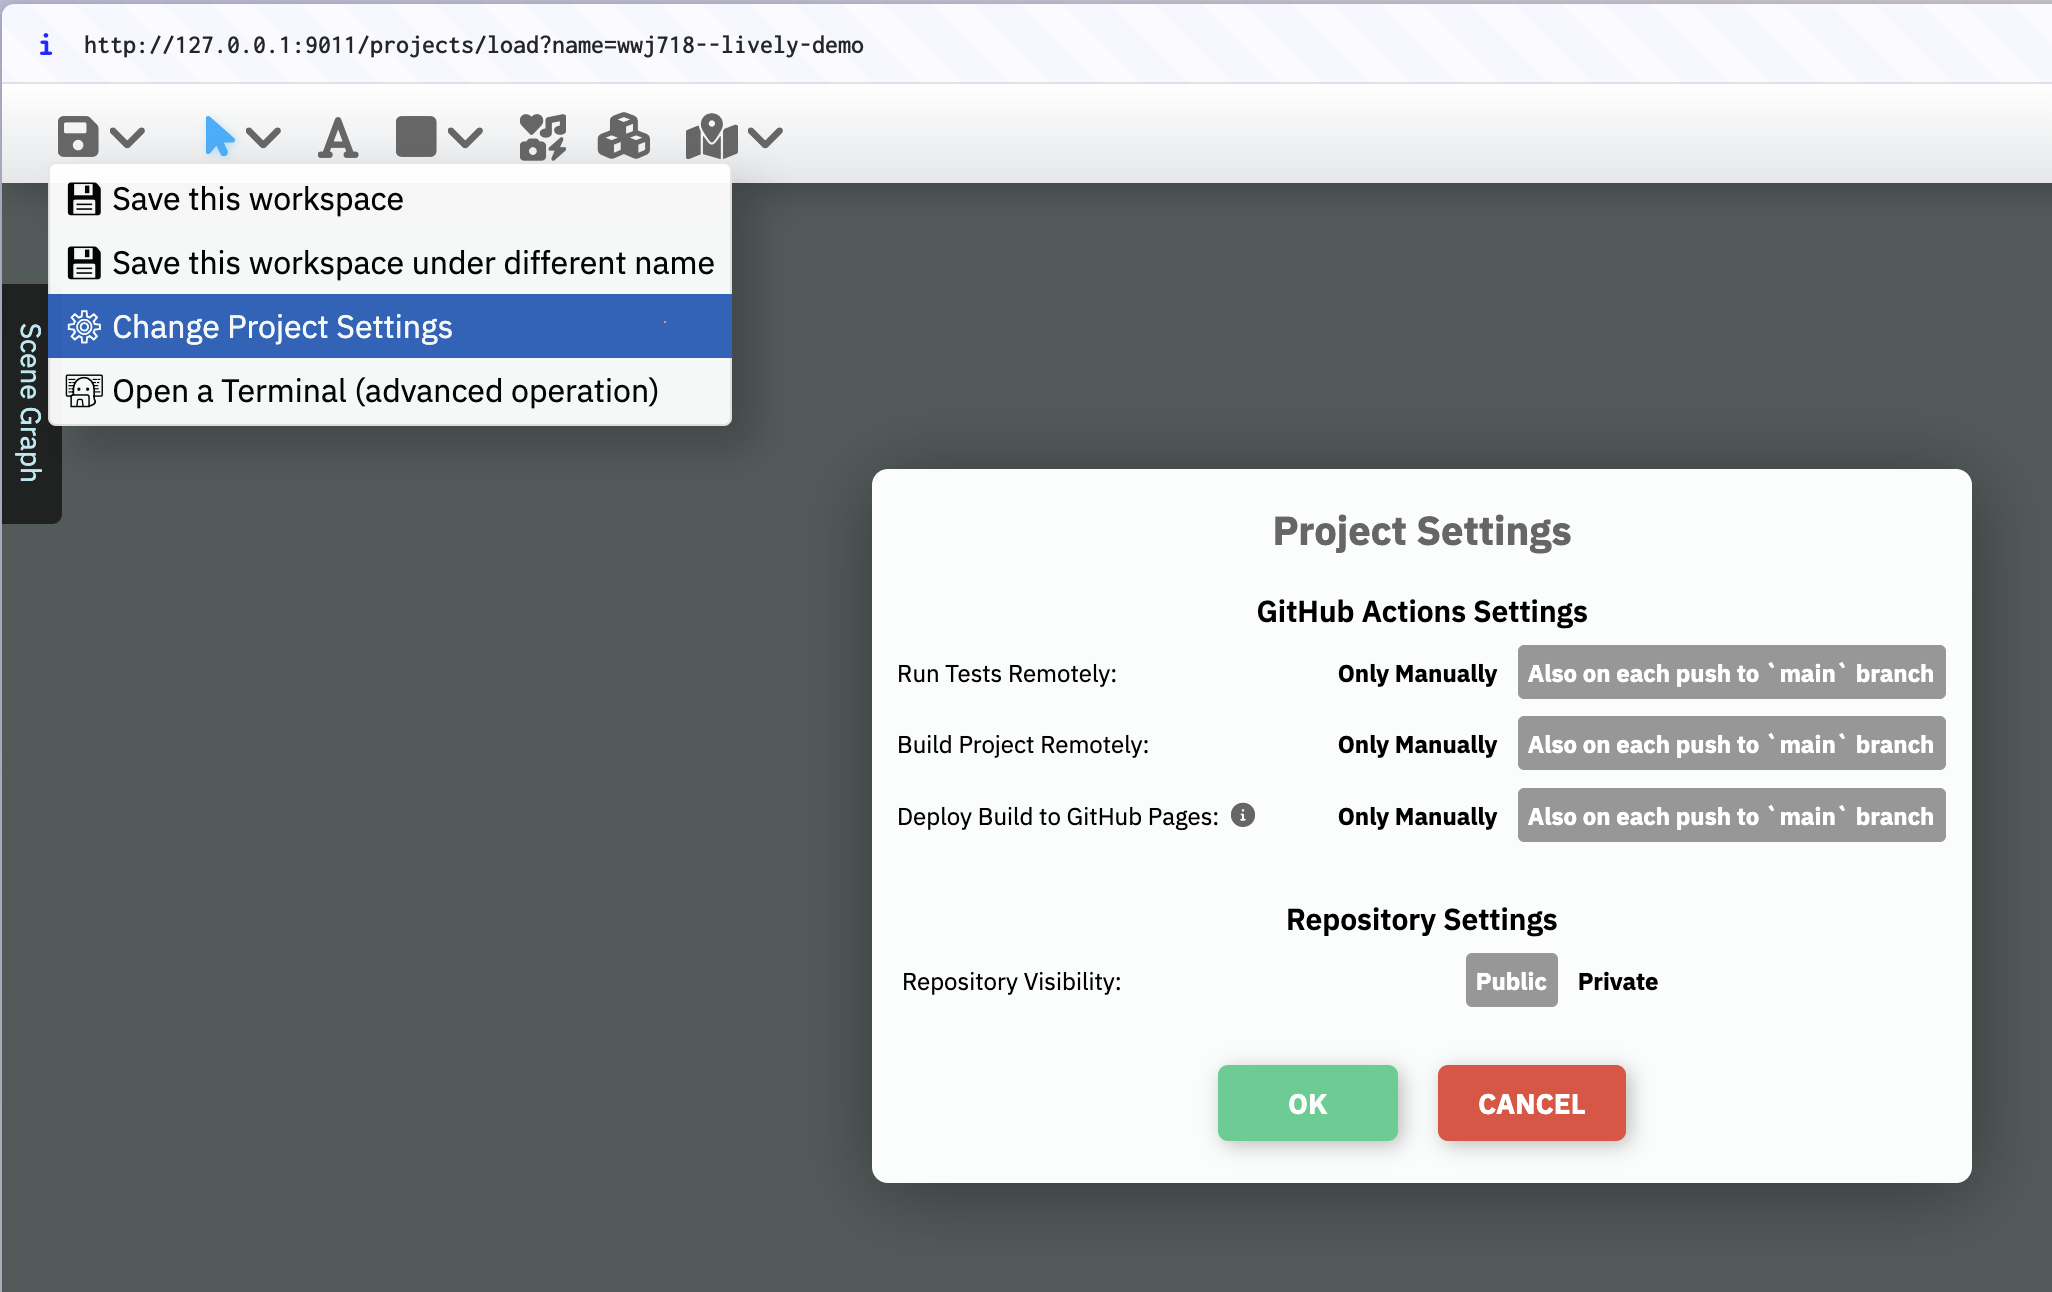 http://127.0.0.1:9011/projects/load?name=wwj718--lively-demo
Save this workspace
Save this workspace under different name
Change Project Settings
Open a Terminal (advanced operation)
Scene Graph
Project Settings
GitHub Actions Settings
Run Tests Remotely: Only Manually Also on each push to `main` branch
Build Project Remotely: Only Manually Also on each push to `main` branch
Deploy Build to GitHub Pages: Only Manually Also on each push to `main` branch
Repository Settings
Repository Visibility: Public Private
OK CANCEL